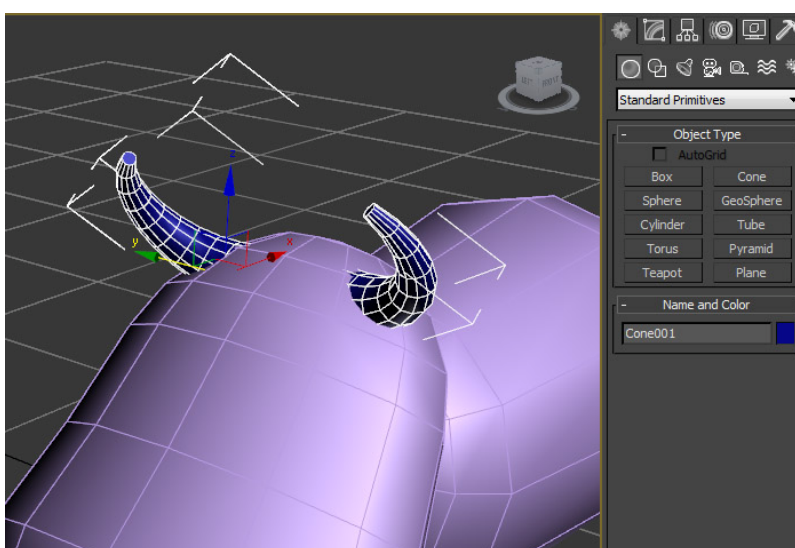 z
x
y
Standard Primitives
- Object Type
AutoGrid
Box Cone
Sphere GeoSphere
Cylinder Tube
Torus Pyramid
Teapot Plane
- Name and Color
Cone001